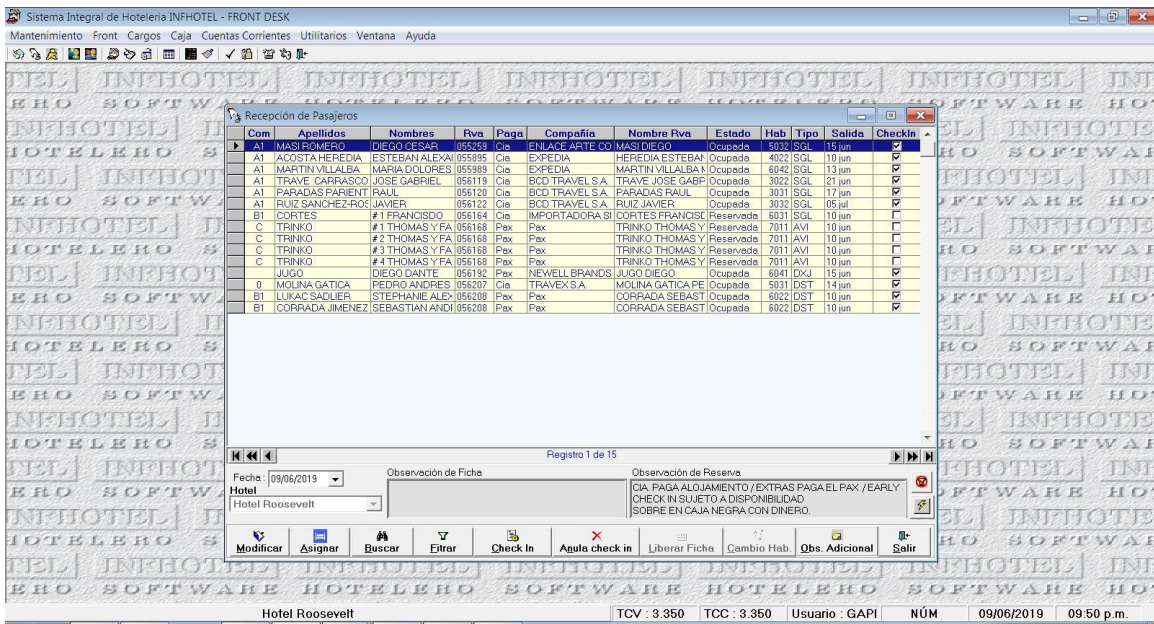 Sistema Integral de Hotelería INFHOTEL - FRONT DESK
Mantenimiento Front Cargos Caja Cuentas Corrientes Utilitarios Ventana Ayuda
Recepción de Pasajeros
Com Apellidos Nombres Rva Paga Compañía Nombre Rva Estado Hab Tipo Salida CheckIn
A1 MASI ROMERO DIEGO CESAR 055259 Cia ENLACE ARTE CO MASI DIEGO Ocupada 5032 SGL 15 jun
A1 ACOSTA HEREDIA ESTEBAN ALEXAI 055895 Cia EXPEDIA HEREDIA ESTEBAN Ocupada 4022 SGL 10 jun
A1 MARTIN VILLALBA MARIA DOLORES 055989 Cia EXPEDIA MARTIN VILLALBA Ocupada 6042 SGL 13 jun
A1 TRAVE CARRASCO JOSE GABRIEL 056119 Cia BCD TRAVEL S.A. TRAVE JOSE GABR Ocupada 3022 SGL 21 jun
A1 PARADAS PARIENT RAUL 056120 Cia BCD TRAVEL S.A. PARADAS RAUL Ocupada 3031 SGL 17 jun
A1 RUIZ SANCHEZ-ROS JAVIER 056122 Cia BCD TRAVEL S.A. RUIZ JAVIER Ocupada 3032 SGL 05 jul
B1 CORTES # 1 FRANCISDO 056164 Cia IMPORTADORA SI CORTES FRANCISC Reservada 6031 SGL 10 jun
C TRINKO # 1 THOMAS Y FA 056168 Pax Pax TRINKO THOMAS Y Reservada 7011 AVI 10 jun
C TRINKO # 2 THOMAS Y FA 056168 Pax Pax TRINKO THOMAS Y Reservada 7011 AVI 10 jun
C TRINKO # 3 THOMAS Y FA 056168 Pax Pax TRINKO THOMAS Y Reservada 7011 AVI 10 jun
C TRINKO # 4 THOMAS Y FA 056168 Pax Pax TRINKO THOMAS Y Reservada 7011 AVI 10 jun
JUGO DIEGO DANTE 056192 Pax NEWELL BRANDS JUGO DIEGO Ocupada 6041 DXJ 15 jun
0 MOLINA GATICA PEDRO ANDRES 056207 Cia TRAVEX S.A. MOLINA GATICA PE Ocupada 5031 DST 14 jun
B1 LUKAC SADLIER STEPHANIE ALEX 056208 Pax Pax CORRADA SEBAST Ocupada 6022 DST 10 jun
B1 CORRADA JIMENEZ SEBASTIAN ANDI 056208 Pax Pax CORRADA SEBAST Ocupada 6022 DST 10 jun
Registro 1 de 15
Fecha : 09/06/2019
Hotel
Hotel Roosevelt
Observación de Ficha
Observación de Reserva
CIA. PAGA ALOJAMIENTO / EXTRAS PAGA EL PAX / EARLY
CHECK IN SUJETO A DISPONIBILIDAD
SOBRE EN CAJA NEGRA CON DINERO.
Modificar Asignar Buscar Filtrar Check In Anula check in Liberar Ficha Cambio Hab. Obs. Adicional Salir
INFHOTEL
HOTELERO SOFTWARE
Hotel Roosevelt TCV : 3.350 TCC : 3.350 Usuario : GAPI NÚM 09/06/2019 09:50 p.m.